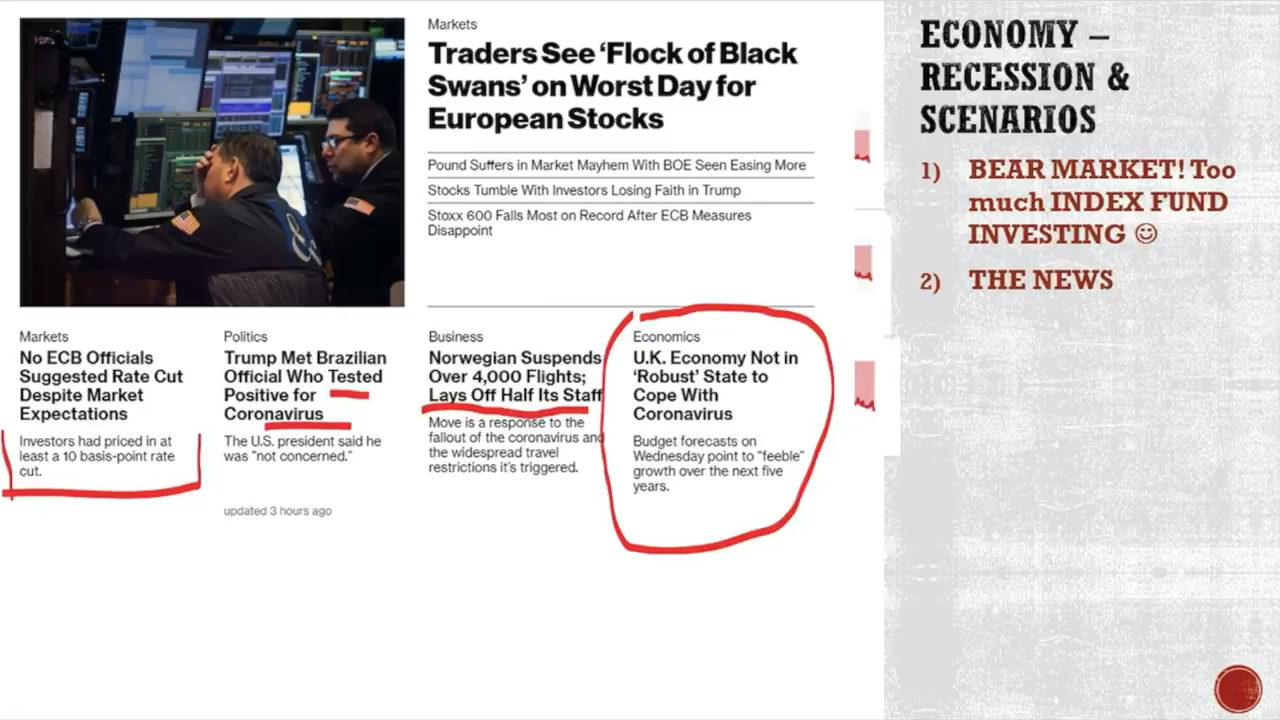 Markets
Traders See ‘Flock of Black
Swans’ on Worst Day for
European Stocks
Pound Suffers in Market Mayhem With BOE Seen Easing More
Stocks Tumble With Investors Losing Faith in Trump
Stoxx 600 Falls Most on Record After ECB Measures
Disappoint
Markets
No ECB Officials
Suggested Rate Cut
Despite Market
Expectations
Investors had priced in at
least a 10 basis-point rate
cut.
Politics
Trump Met Brazilian
Official Who Tested
Positive for
Coronavirus
The U.S. president said he
was "not concerned."
updated 3 hours ago
Business
Norwegian Suspends
Over 4,000 Flights;
Lays Off Half Its Staff
Move is a response to the
fallout of the coronavirus and
the widespread travel
restrictions it's triggered.
Economics
U.K. Economy Not in
‘Robust’ State to
Cope With
Coronavirus
Budget forecasts on
Wednesday point to "feeble"
growth over the next five
years.
ECONOMY –
RECESSION &
SCENARIOS
1) BEAR MARKET! Too
much INDEX FUND
INVESTING ☺
2) THE NEWS